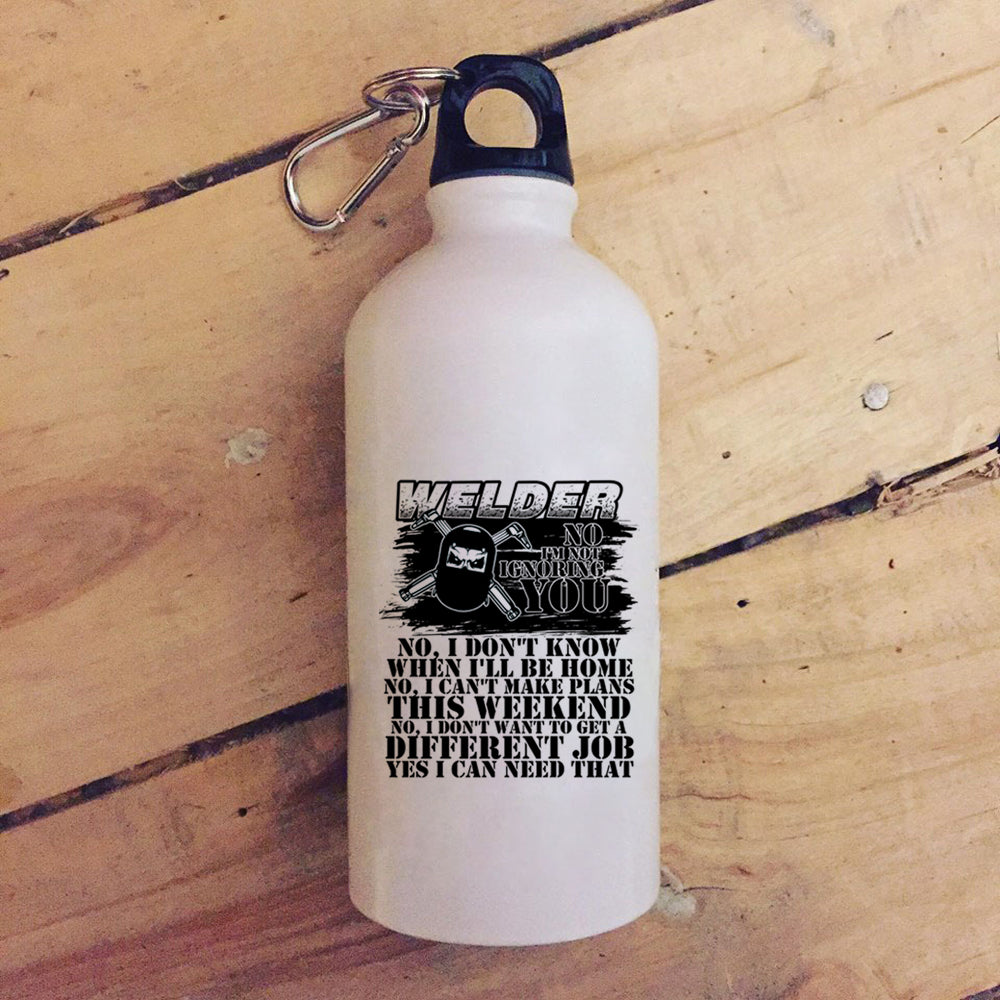 WELDER
NO
I'M NOT
IGNORING
YOU
NO, I DON'T KNOW
WHEN I'LL BE HOME
NO, I CAN'T MAKE PLANS
THIS WEEKEND
NO, I DON'T WANT TO GET A
DIFFERENT JOB
YES I CAN NEED THAT